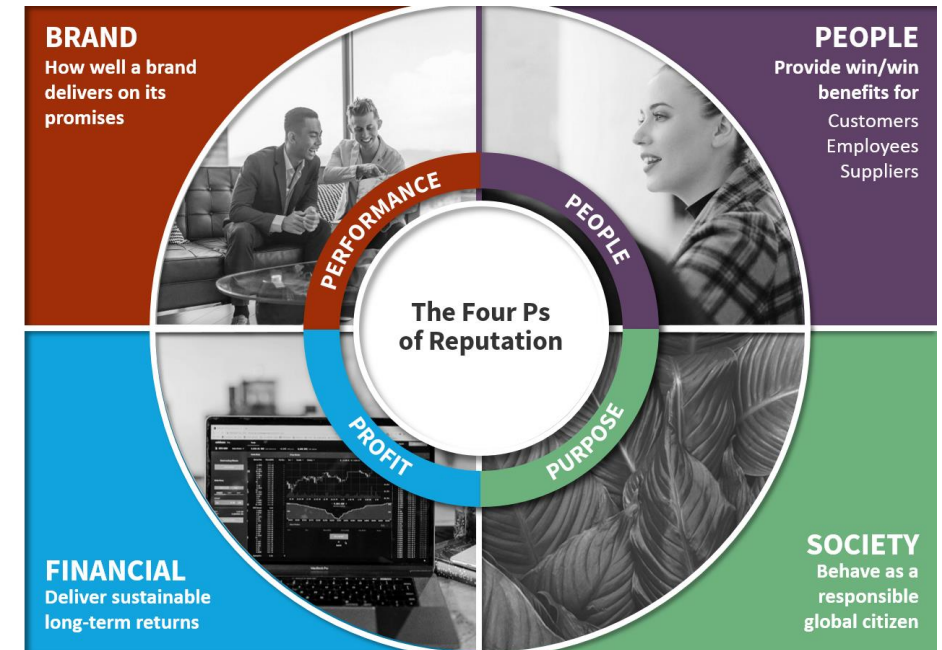 BRAND
How well a brand
delivers on its
promises
PEOPLE
Provide win/win
benefits for
Customers
Employees
Suppliers
PERFORMANCE
PEOPLE
The Four Ps
of Reputation
PROFIT
PURPOSE
FINANCIAL
Deliver sustainable
long-term returns
SOCIETY
Behave as a
responsible
global citizen